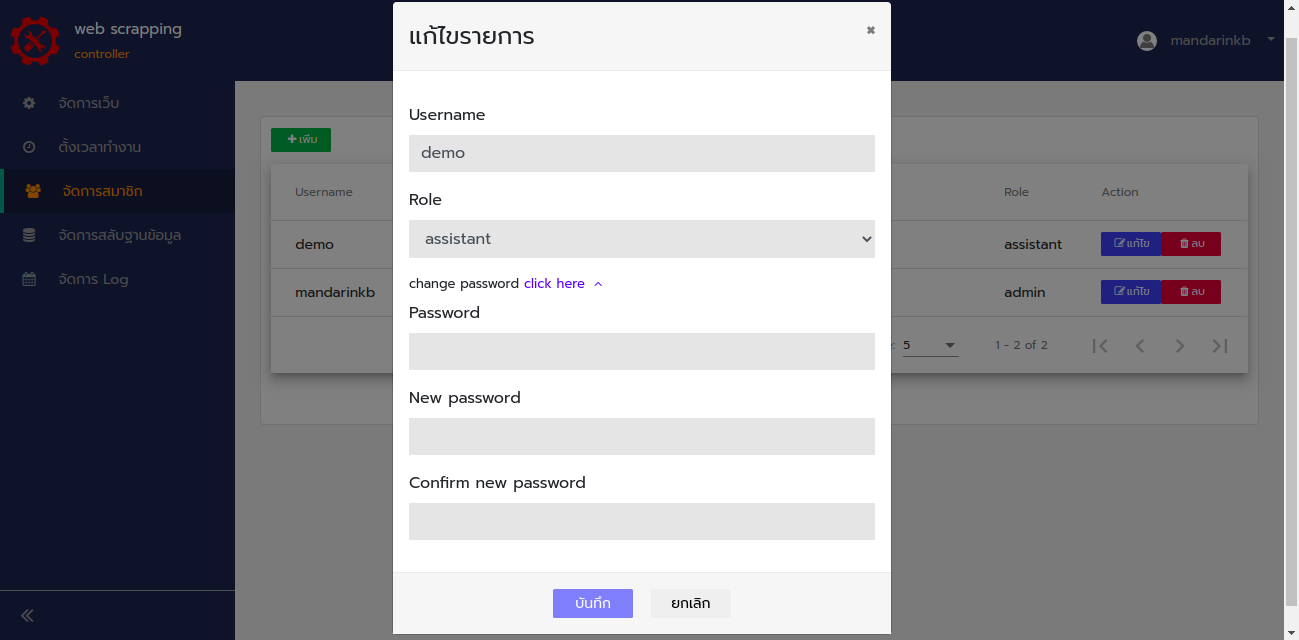 web scrapping
controller
mandarinkb
จัดการเว็บ
ตั้งเวลาทำงาน
จัดการสมาชิก
จัดการสลับฐานข้อมูล
จัดการ Log
แก้ไขรายการ
Username
demo
Role
assistant
change password click here
Password
New password
Confirm new password
บันทึก ยกเลิก
เพิ่ม
Username Role Action
demo assistant แก้ไข ลบ
mandarinkb admin แก้ไข ลบ
5 1 - 2 of 2